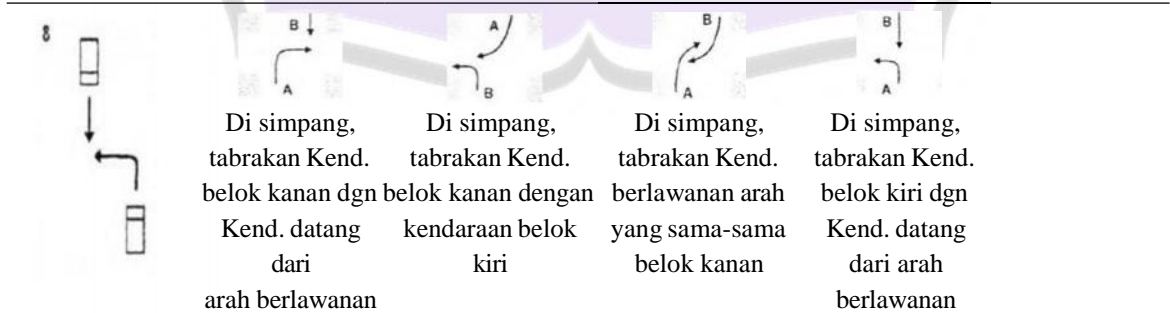 8
B
A
A
B
B
A
B
A
Di simpang,
tabrakan Kend.
belok kanan dgn
Kend. datang
dari
arah berlawanan
Di simpang,
tabrakan Kend.
belok kanan dengan
kendaraan belok
kiri
Di simpang,
tabrakan Kend.
berlawanan arah
yang sama-sama
belok kanan
Di simpang,
tabrakan Kend.
belok kiri dgn
Kend. datang
dari arah
berlawanan